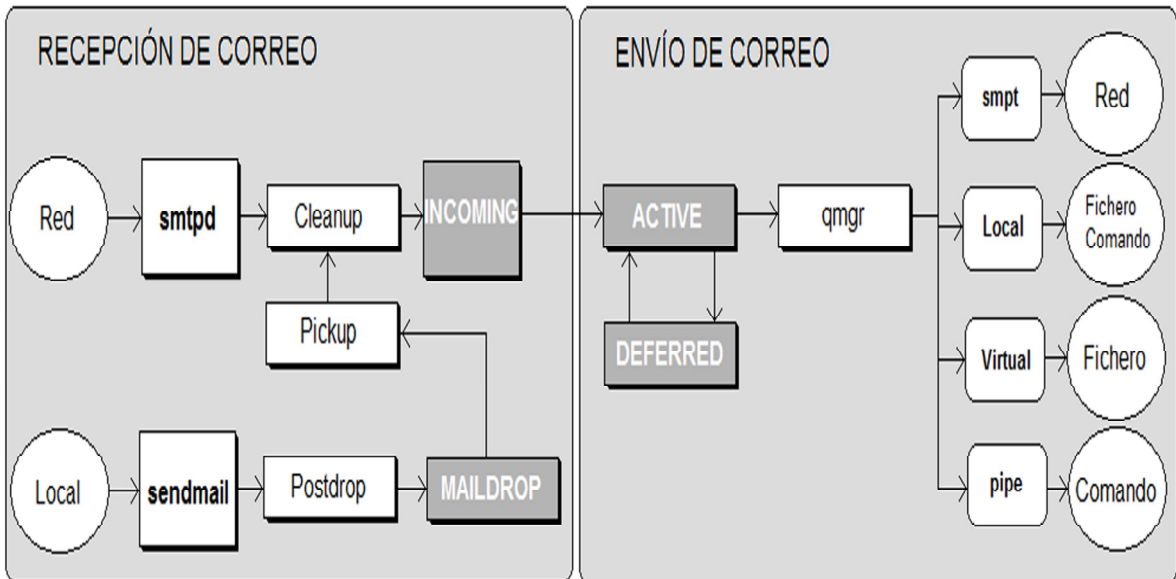 RECEPCIÓN DE CORREO
Red
smtpd
Cleanup
INCOMING
Pickup
Local
sendmail
Postdrop
MAILDROP
ENVÍO DE CORREO
ACTIVE
DEFERRED
qmgr
smpt
Red
Local
Fichero
Comando
Virtual
Fichero
pipe
Comando